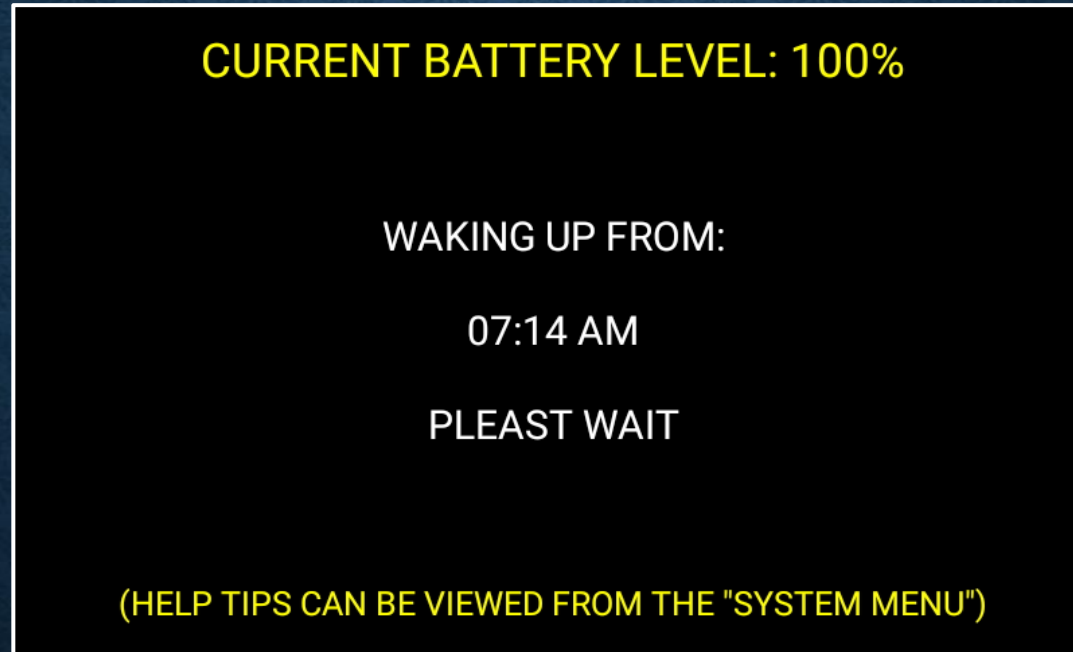 CURRENT BATTERY LEVEL: 100%
WAKING UP FROM:
07:14 AM
PLEAST WAIT
(HELP TIPS CAN BE VIEWED FROM THE "SYSTEM MENU")